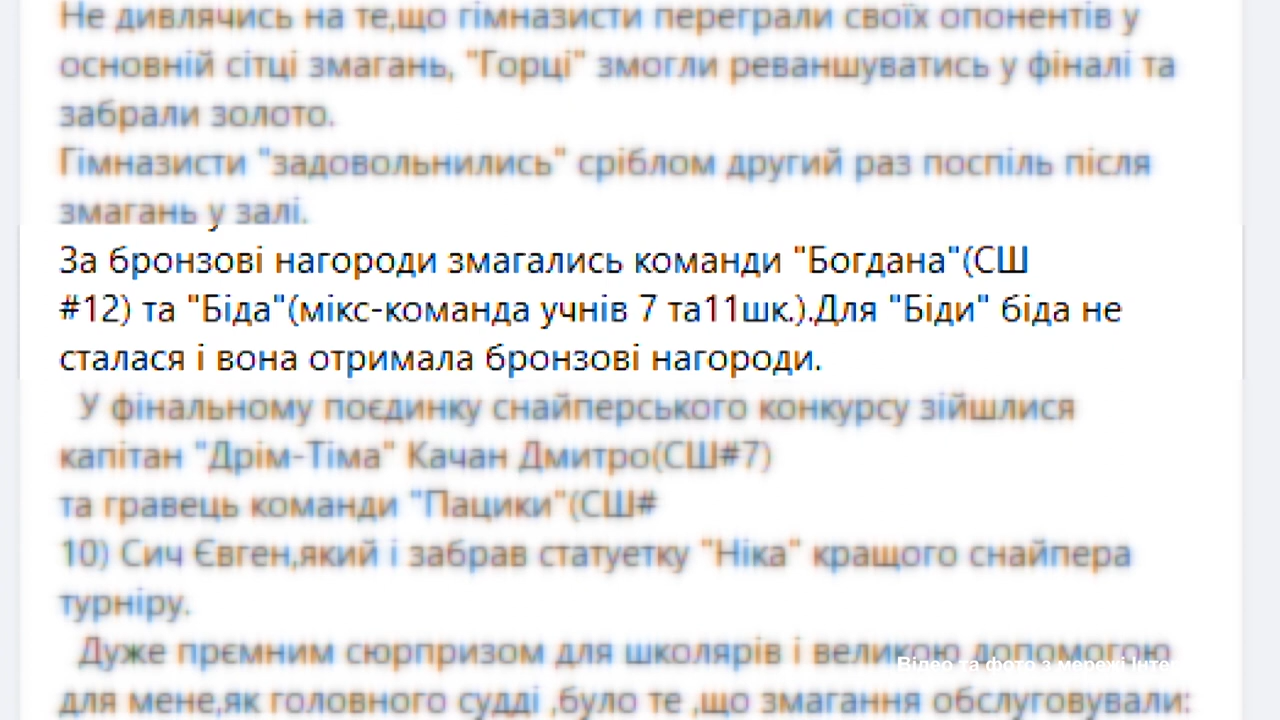 Не дивлячись на те,що гімназисти переграли своїх опонентів у
основній сітці змагань, "Горці" змогли реваншуватись у фіналі та
забрали золото.
Гімназисти "задовольнились" сріблом другий раз поспіль після
змагань у залі.
За бронзові нагороди змагались команди "Богдана"(СШ
#12) та "Біда"(мікс-команда учнів 7 та11шк.).Для "Біди" біда не
сталася і вона отримала бронзові нагороди.
У фінальному поєдинку снайперського конкурсу зійшлися
капітан "Дрім-Тіма" Качан Дмитро(СШ#7)
та гравець команди "Пацики"(СШ#
10) Сич Євген,який і забрав статуетку "Ніка" кращого снайпера
турніру.
Дуже прємним сюрпризом для школярів і великою допомогою
Відео та фото з мережі
для мене,як головного судді ,було те ,що змагання обслуговували: